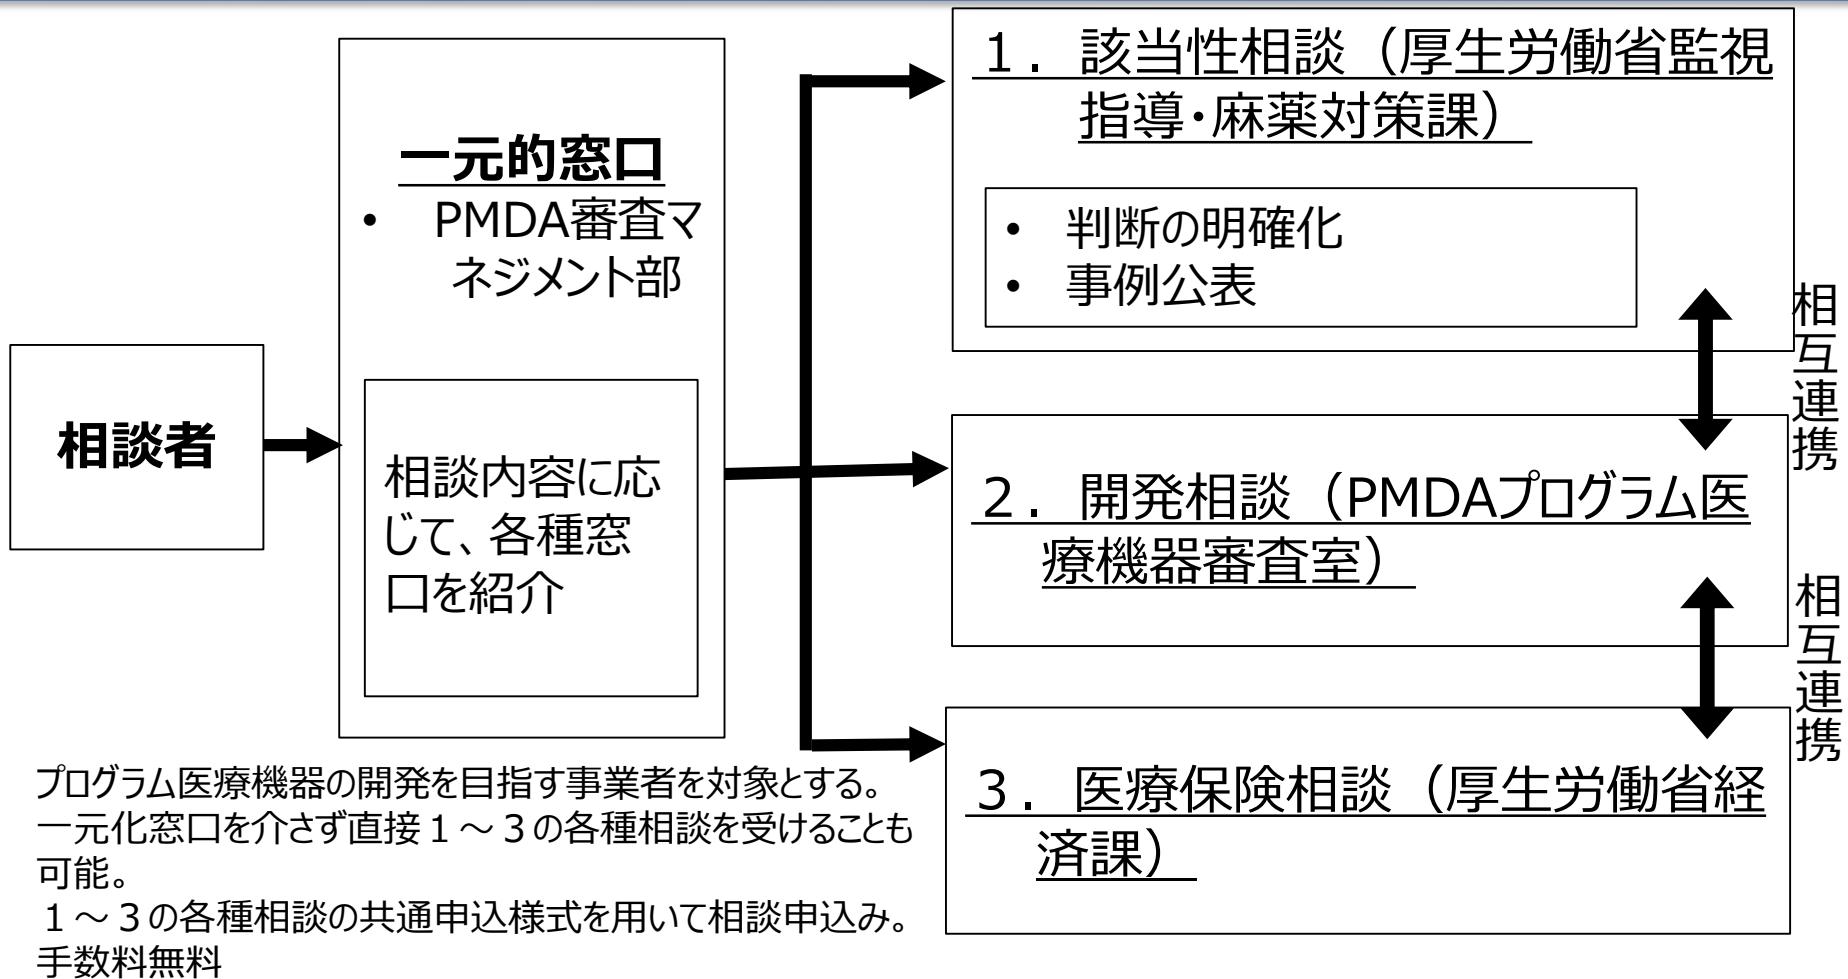 相談者
一元的窓口
• PMDA審査マ
ネジメント部
相談内容に応
じて、各種窓
口を紹介
１．該当性相談（厚生労働省監視
指導・麻薬対策課）
• 判断の明確化
• 事例公表
相互連携
２．開発相談（PMDAプログラム医
療機器審査室）
相互連携
３．医療保険相談（厚生労働省経
済課）
プログラム医療機器の開発を目指す事業者を対象とする。
一元化窓口を介さず直接１～３の各種相談を受けることも
可能。
１～３の各種相談の共通申込様式を用いて相談申込み。
手数料無料